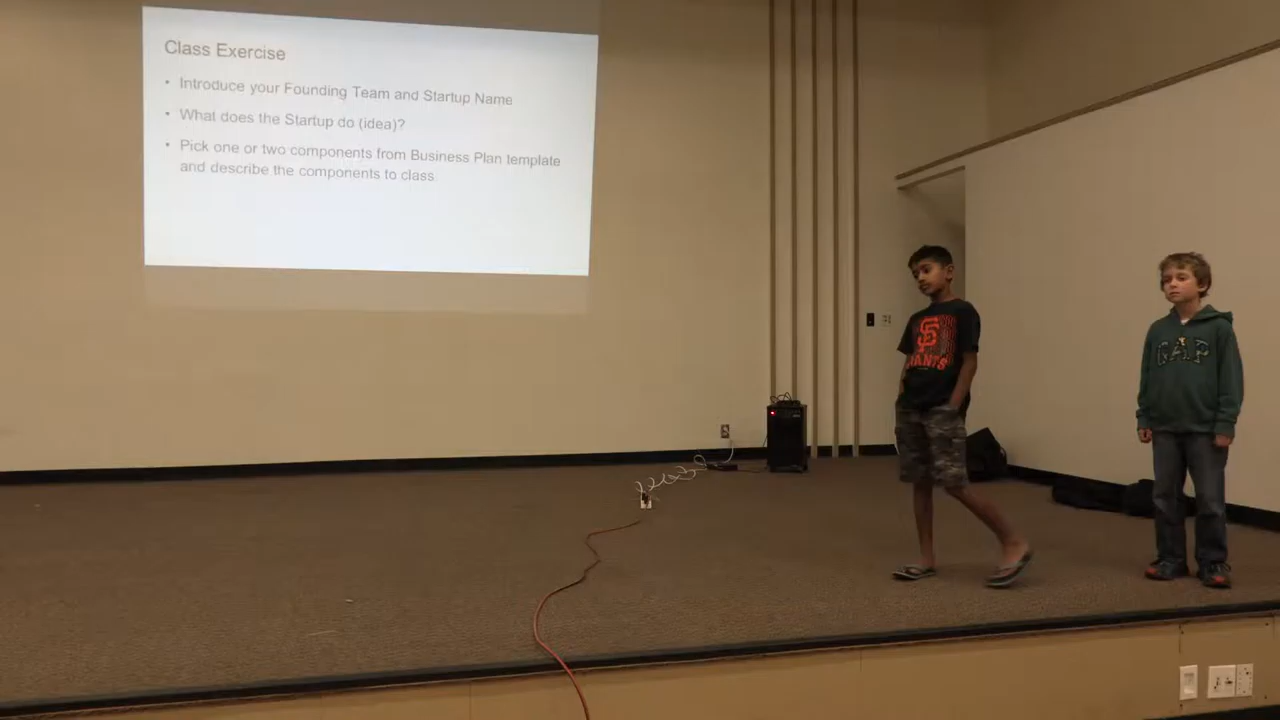 Class Exercise
• Introduce your Founding Team and Startup Name
• What does the Startup do (idea)?
• Pick one or two components from Business Plan template
and describe the components to class.
SF
GIANTS
GAP